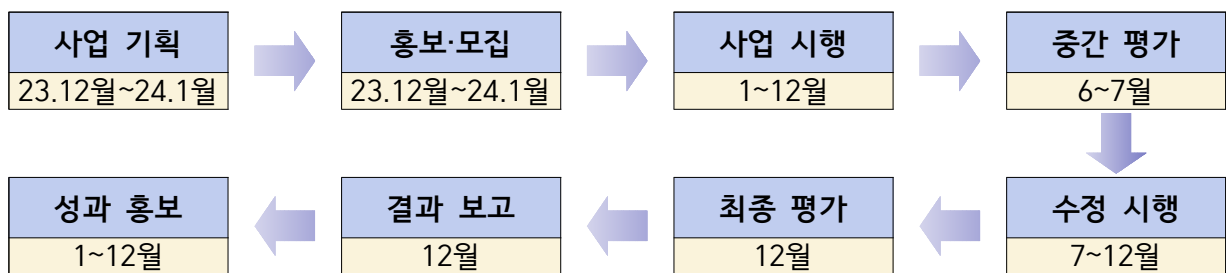 사업 기획
23.12월~24.1월
홍보·모집
23.12월~24.1월
사업 시행
1~12월
중간 평가
6~7월
수정 시행
7~12월
최종 평가
12월
결과 보고
12월
성과 홍보
1~12월